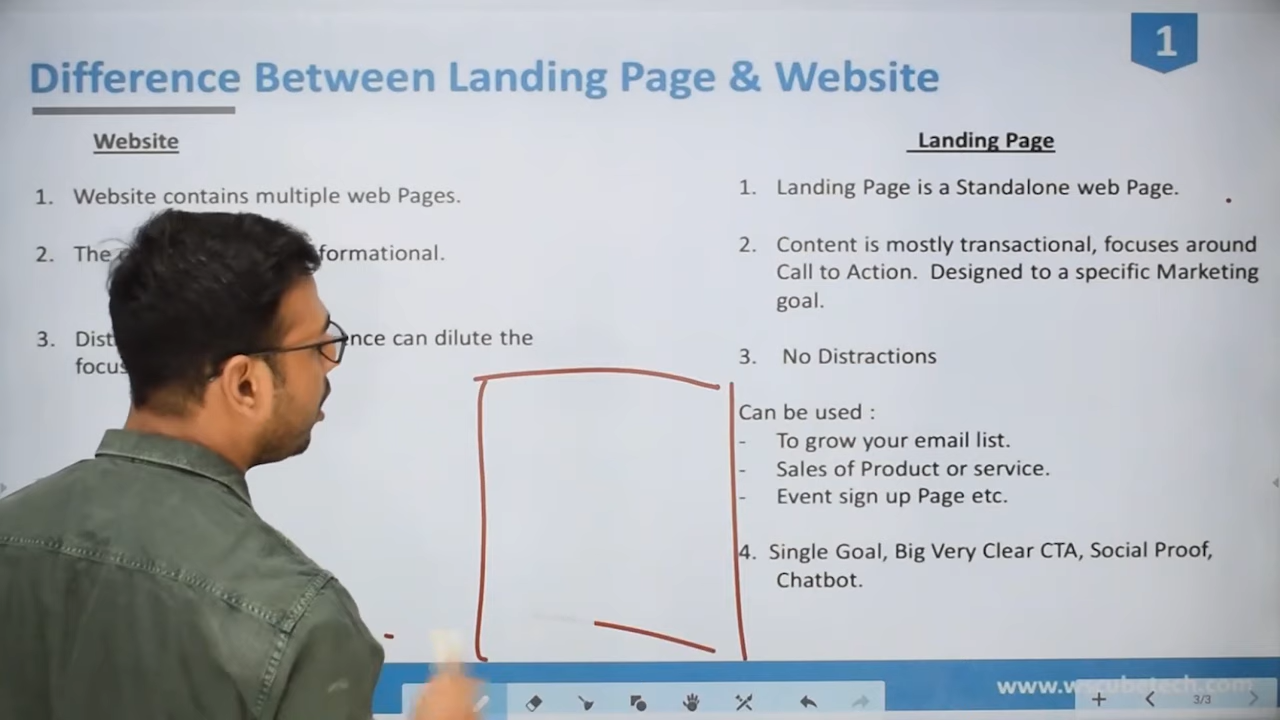 1
Difference Between Landing Page & Website
Website
1. Website contains multiple web Pages.
2. The formational.
3. Dist nce can dilute the
focus
Landing Page
1. Landing Page is a Standalone web Page.
2. Content is mostly transactional, focuses around
Call to Action. Designed to a specific Marketing
goal.
3. No Distractions
Can be used :
- To grow your email list.
- Sales of Product or service.
- Event sign up Page etc.
4. Single Goal, Big Very Clear CTA, Social Proof,
Chatbot.
www.wscubetech.com
3/3